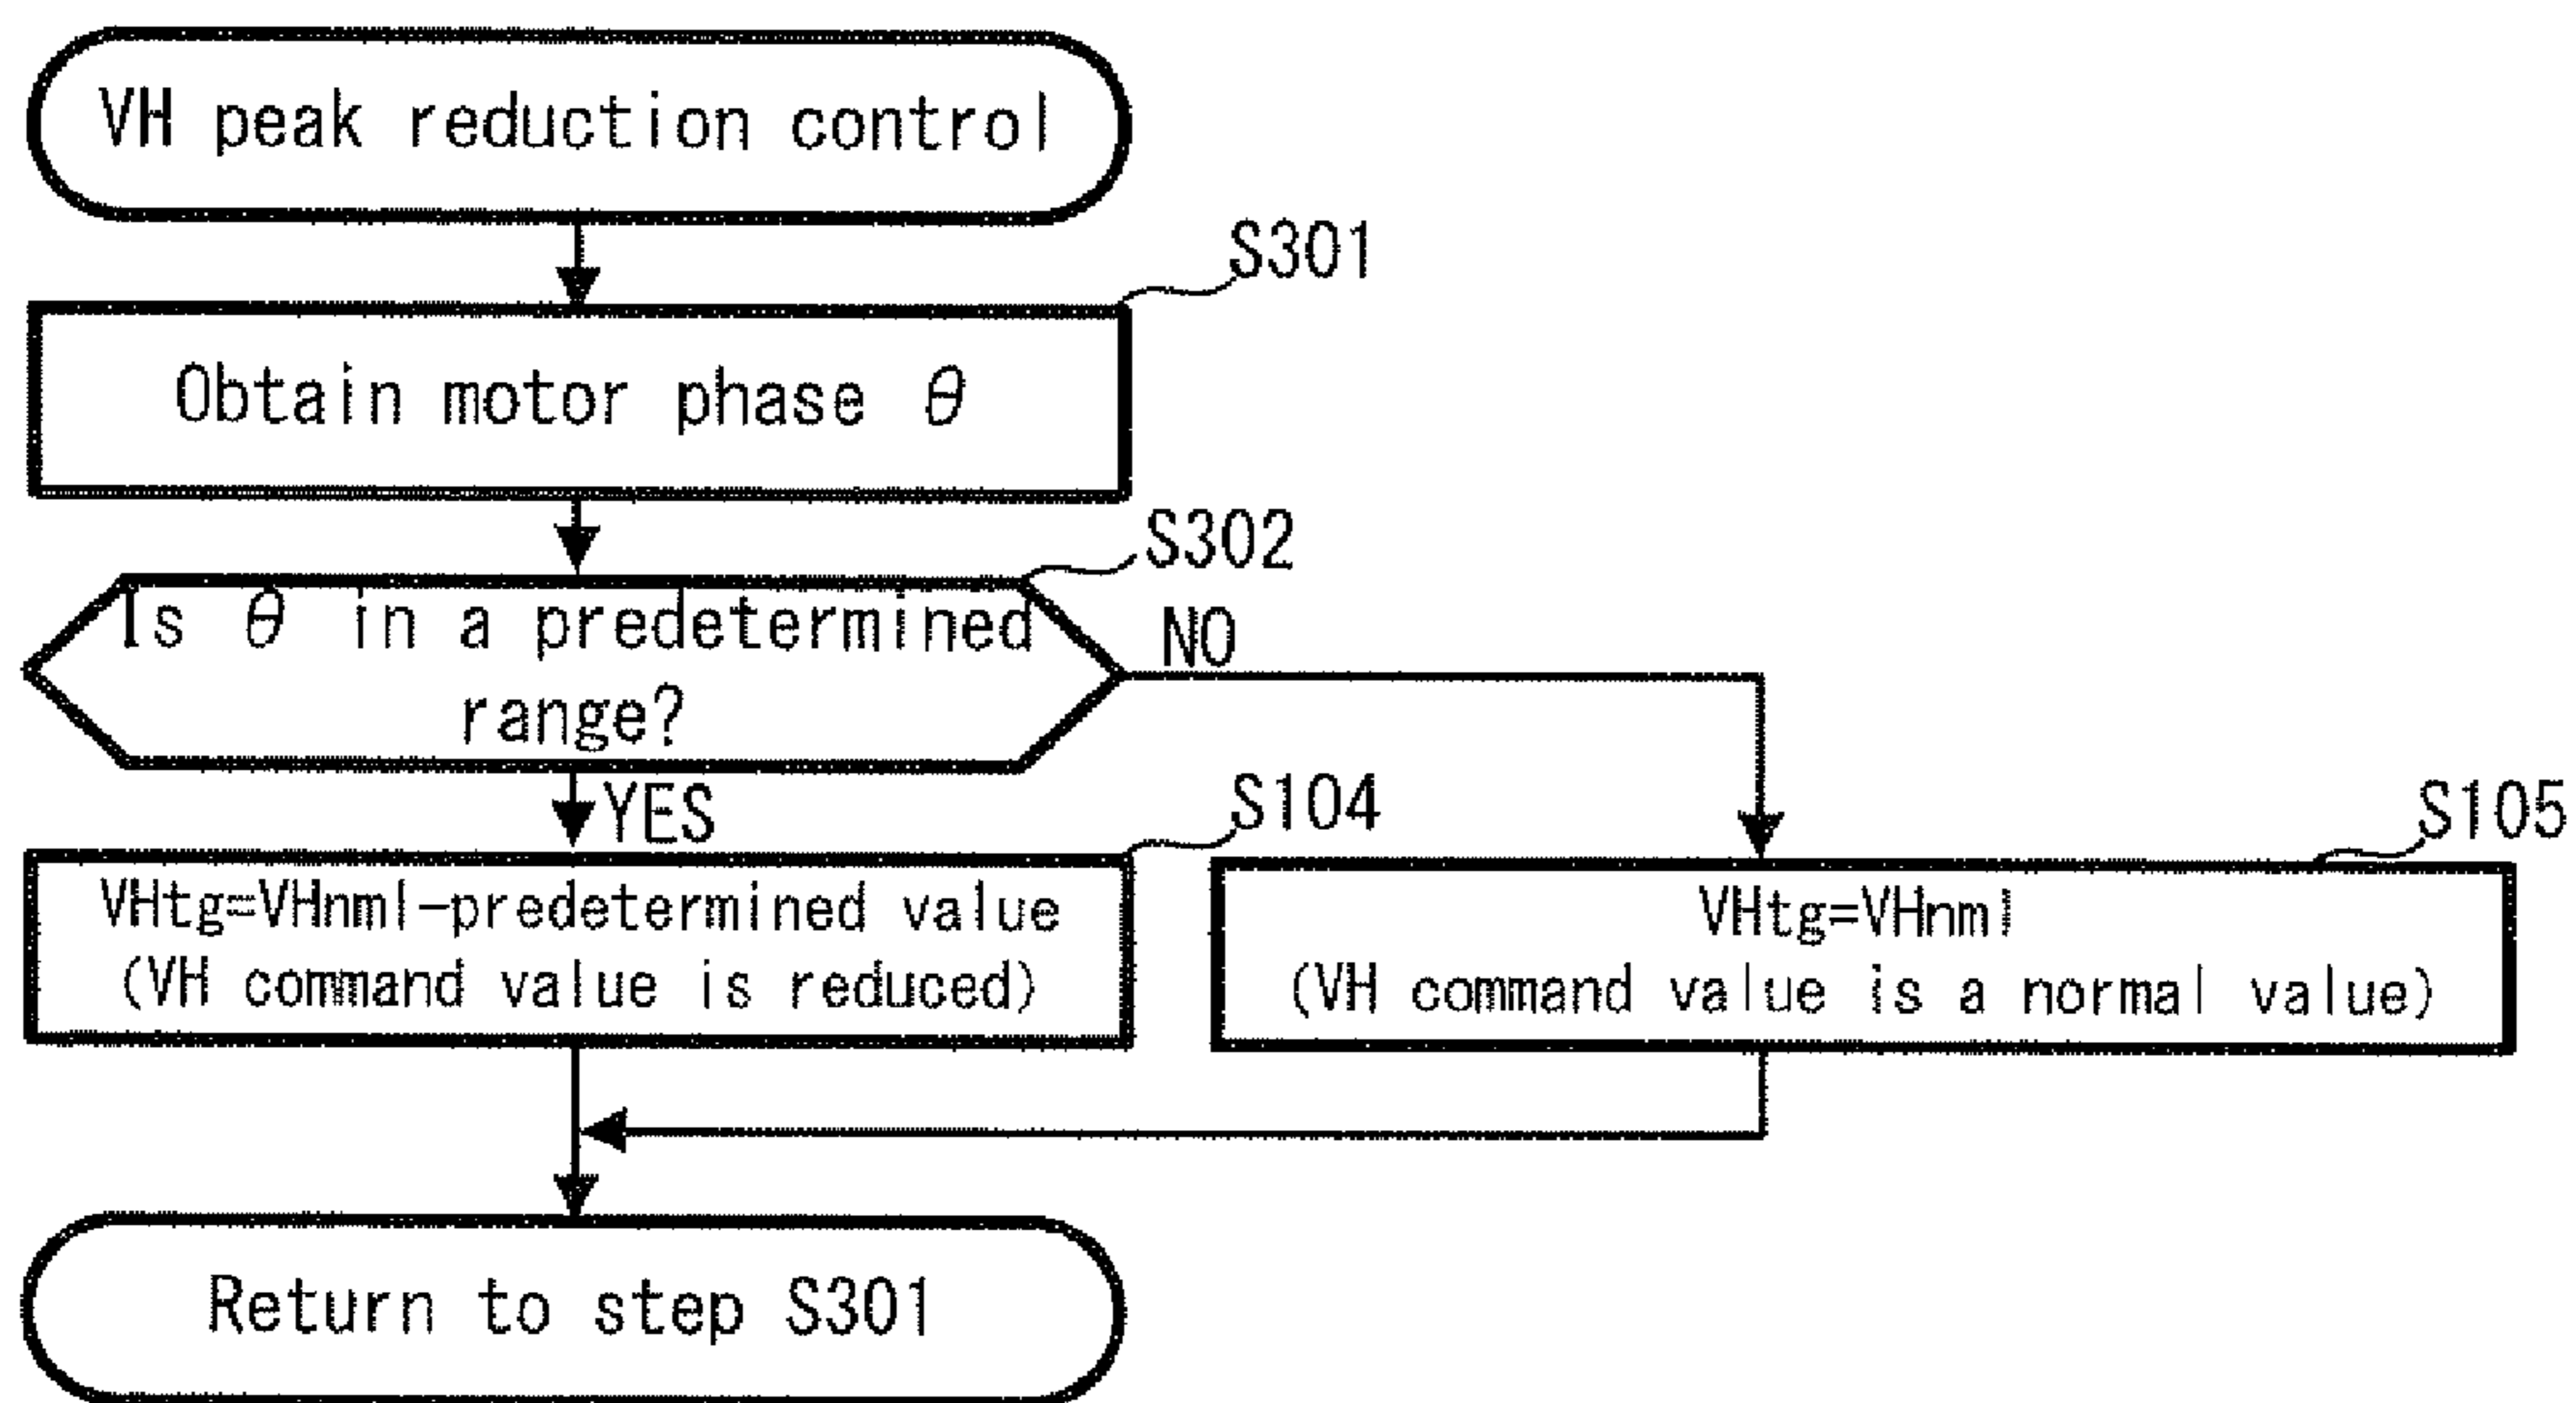 VH peak reduction control
S301
Obtain motor phase θ
S302
Is θ in a predetermined
range?
NO
YES
S104
VHtg=VHnml-predetermined value
(VH command value is reduced)
S105
VHtg=VHnml
(VH command value is a normal value)
Return to step S301